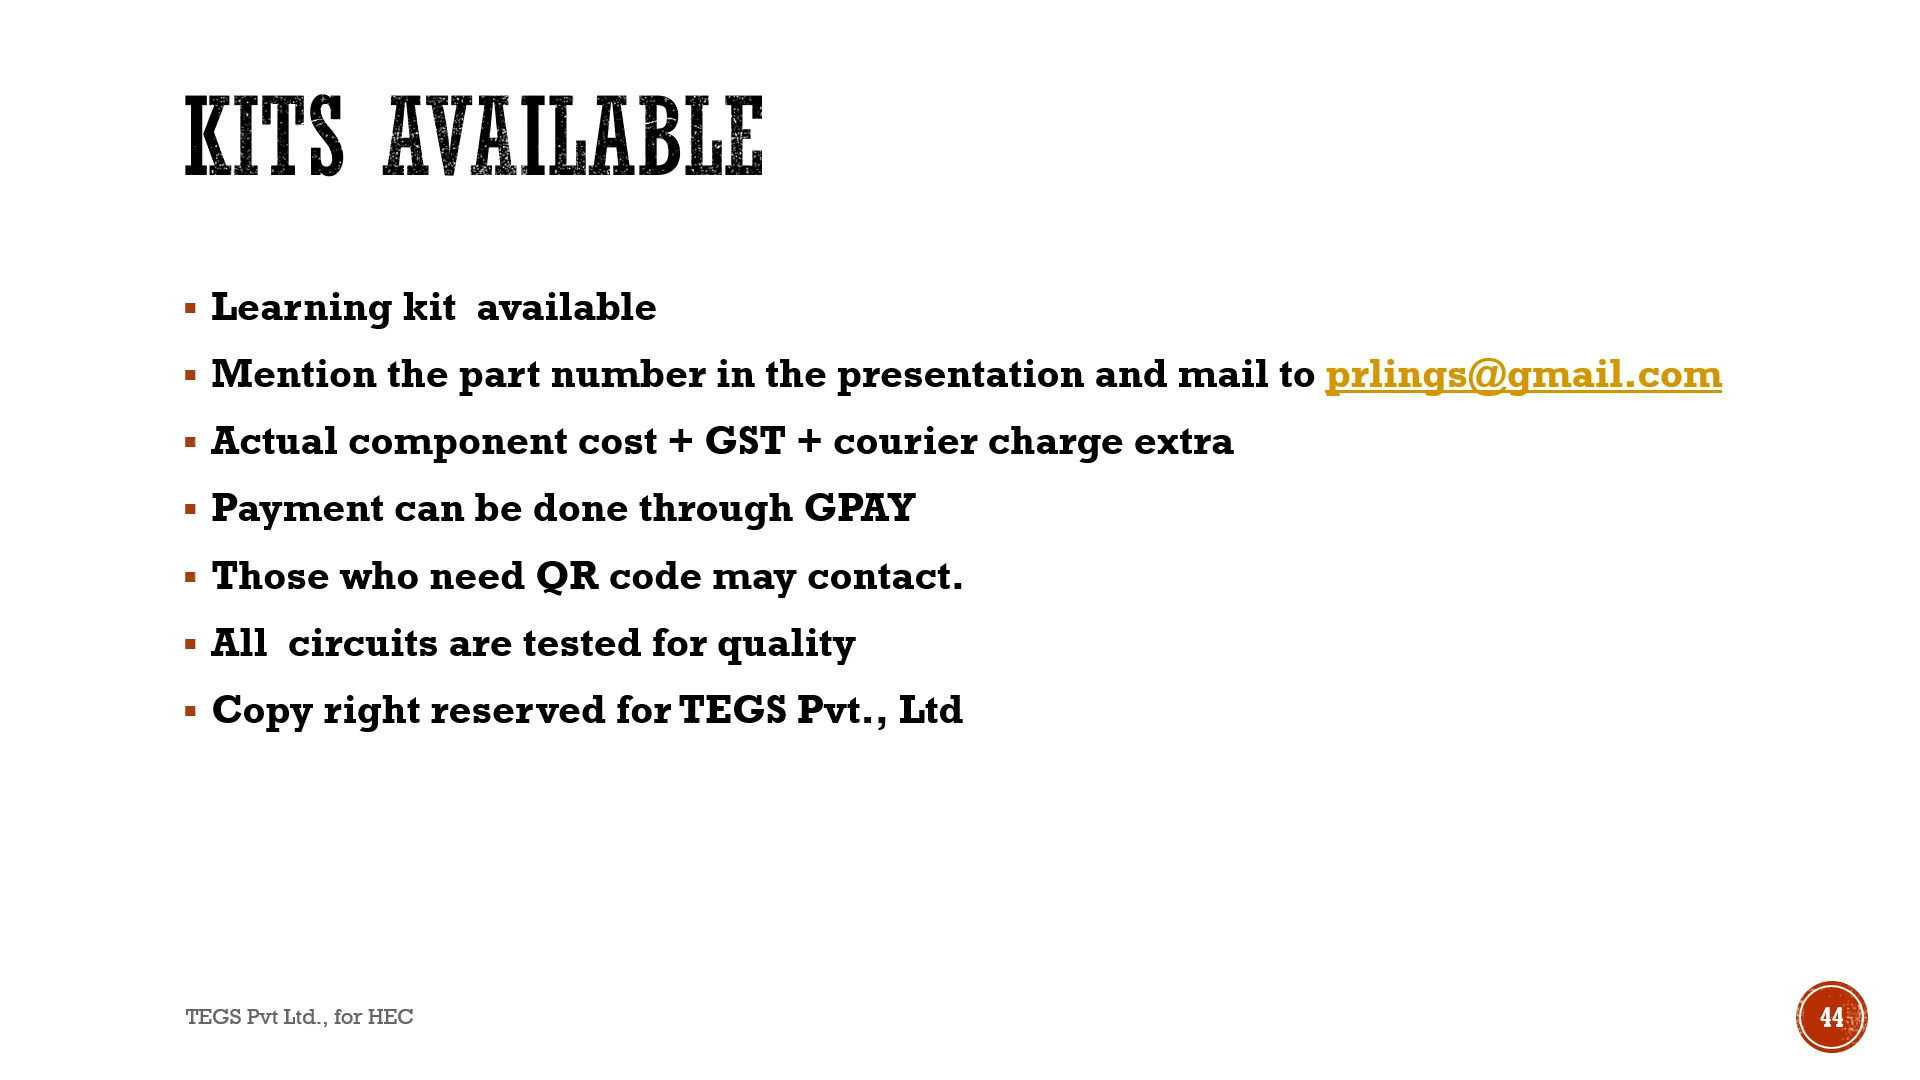 KITS AVAILABLE
Learning kit  available
Mention the part number in the presentation and mail to prlings@gmail.com
Actual component cost + GST + courier charge extra
Payment can be done through GPAY
Those who need QR code may contact.
All  circuits are tested for quality
Copy right reserved for TEGS Pvt., Ltd
TEGS Pvt Ltd., for HEC
44